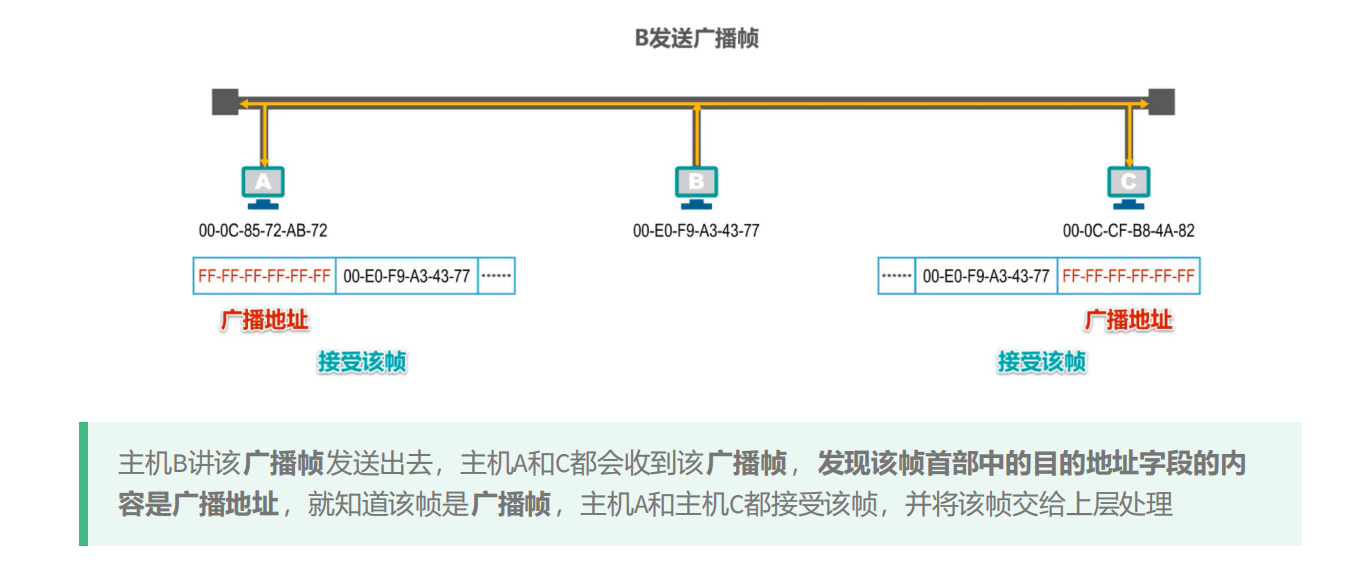 B发送广播帧
A
B
C
00-0C-85-72-AB-72
00-E0-F9-A3-43-77
00-0C-CF-B8-4A-82
FF-FF-FF-FF-FF-FF 00-E0-F9-A3-43-77 ······
······ 00-E0-F9-A3-43-77 FF-FF-FF-FF-FF-FF
广播地址
广播地址
接受该帧
接受该帧
主机B讲该广播帧发送出去，主机A和C都会收到该广播帧，发现该帧首部中的目的地址字段的内
容是广播地址，就知道该帧是广播帧，主机A和主机C都接受该帧，并将该帧交给上层处理